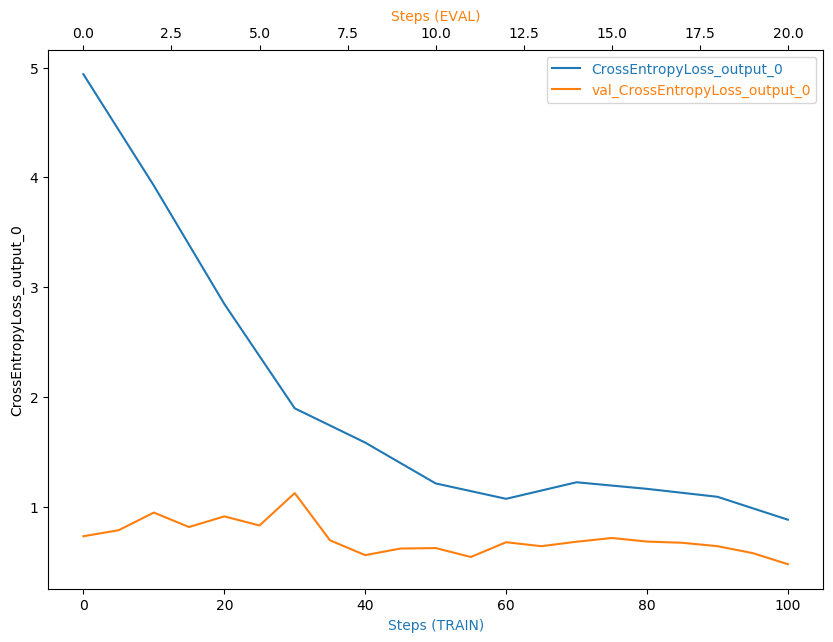 Steps (EVAL)
0.0 2.5 5.0 7.5 10.0 12.5 15.0 17.5 20.0
CrossEntropyLoss_output_0
val_CrossEntropyLoss_output_0
5
4
3
2
1
CrossEntropyLoss_output_0
0 20 40 60 80 100
Steps (TRAIN)